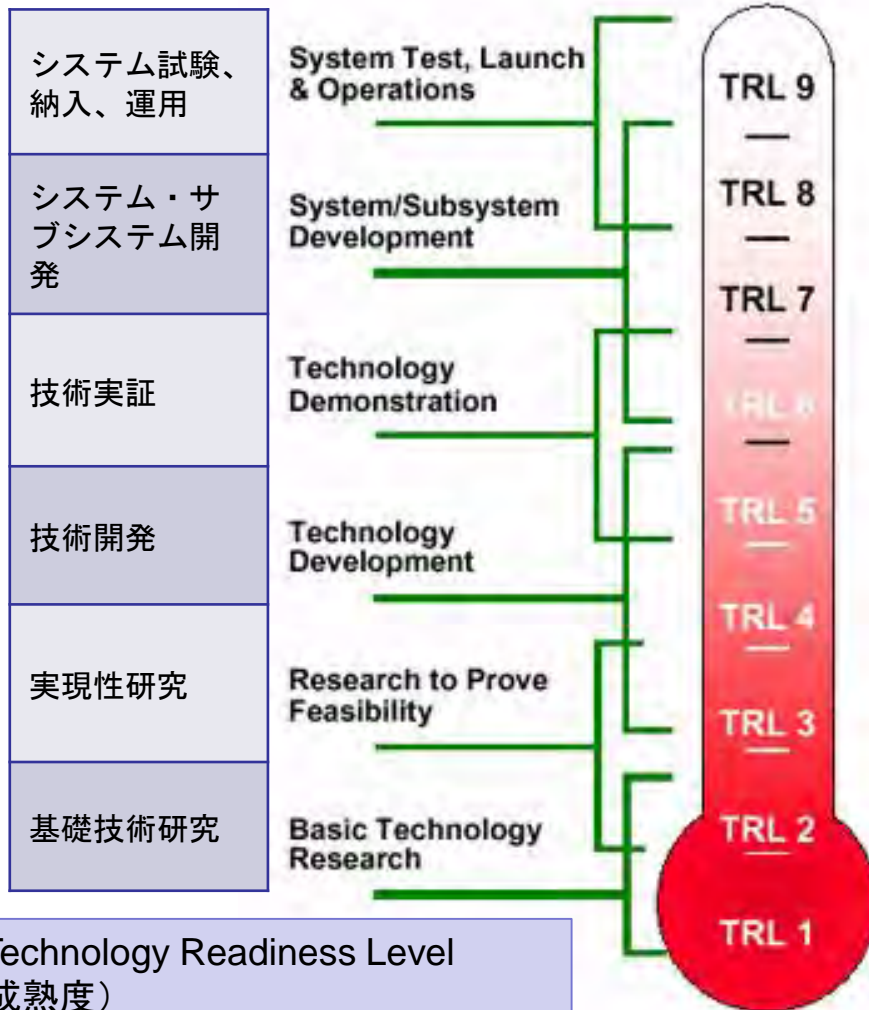 システム試験、
納入、運用
System Test, Launch
& Operations
システム・サ
ブシステム開
発
System/Subsystem
Development
技術実証
Technology
Demonstration
技術開発
Technology
Development
実現性研究
Research to Prove
Feasibility
基礎技術研究
Basic Technology
Research
TRL 9
TRL 8
TRL 7
TRL 6
TRL 5
TRL 4
TRL 3
TRL 2
TRL 1
Technology Readiness Level
成熟度）